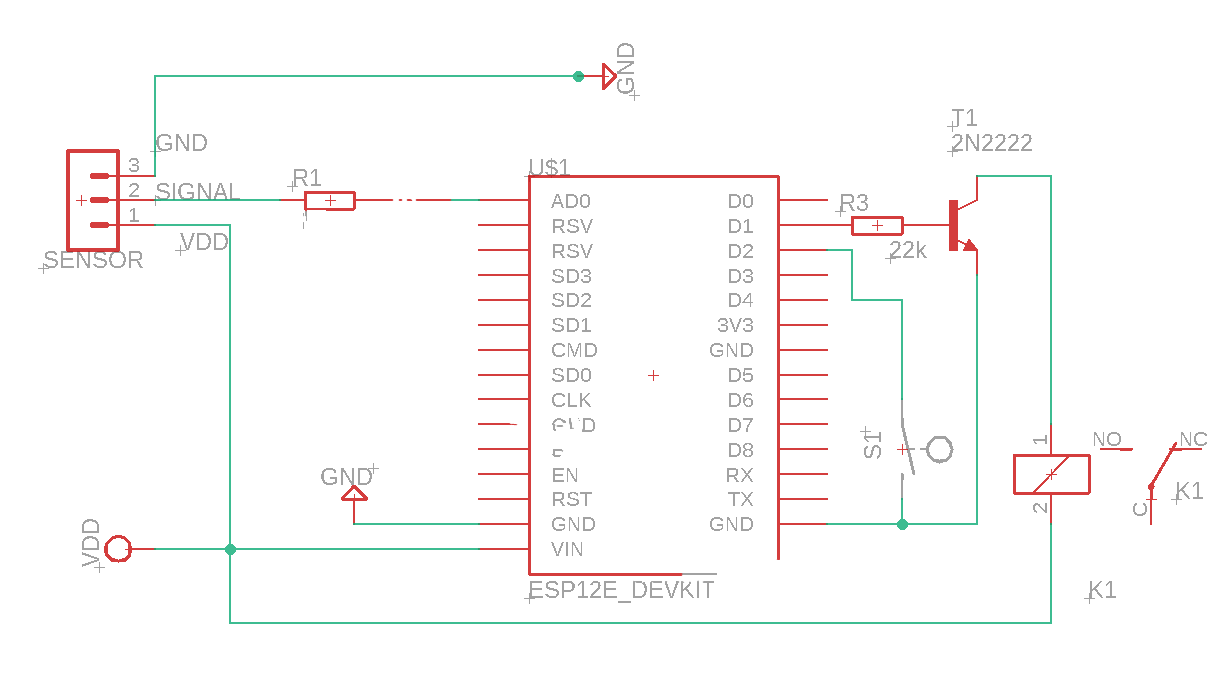 GND
T1
2N2222
GND
3
2
1
SIGNAL
VDD
SENSOR
R1
U$1
AD0
RSV
RSV
SD3
SD2
SD1
CMD
SD0
CLK
EN
RST
GND
VIN
D0
D1
D2
D3
D4
3V3
GND
D5
D6
D7
D8
RX
TX
GND
ESP12E_DEVKIT
R3
22k
S1
GND
VDD
1
2
NO
NC
C
K1
K1